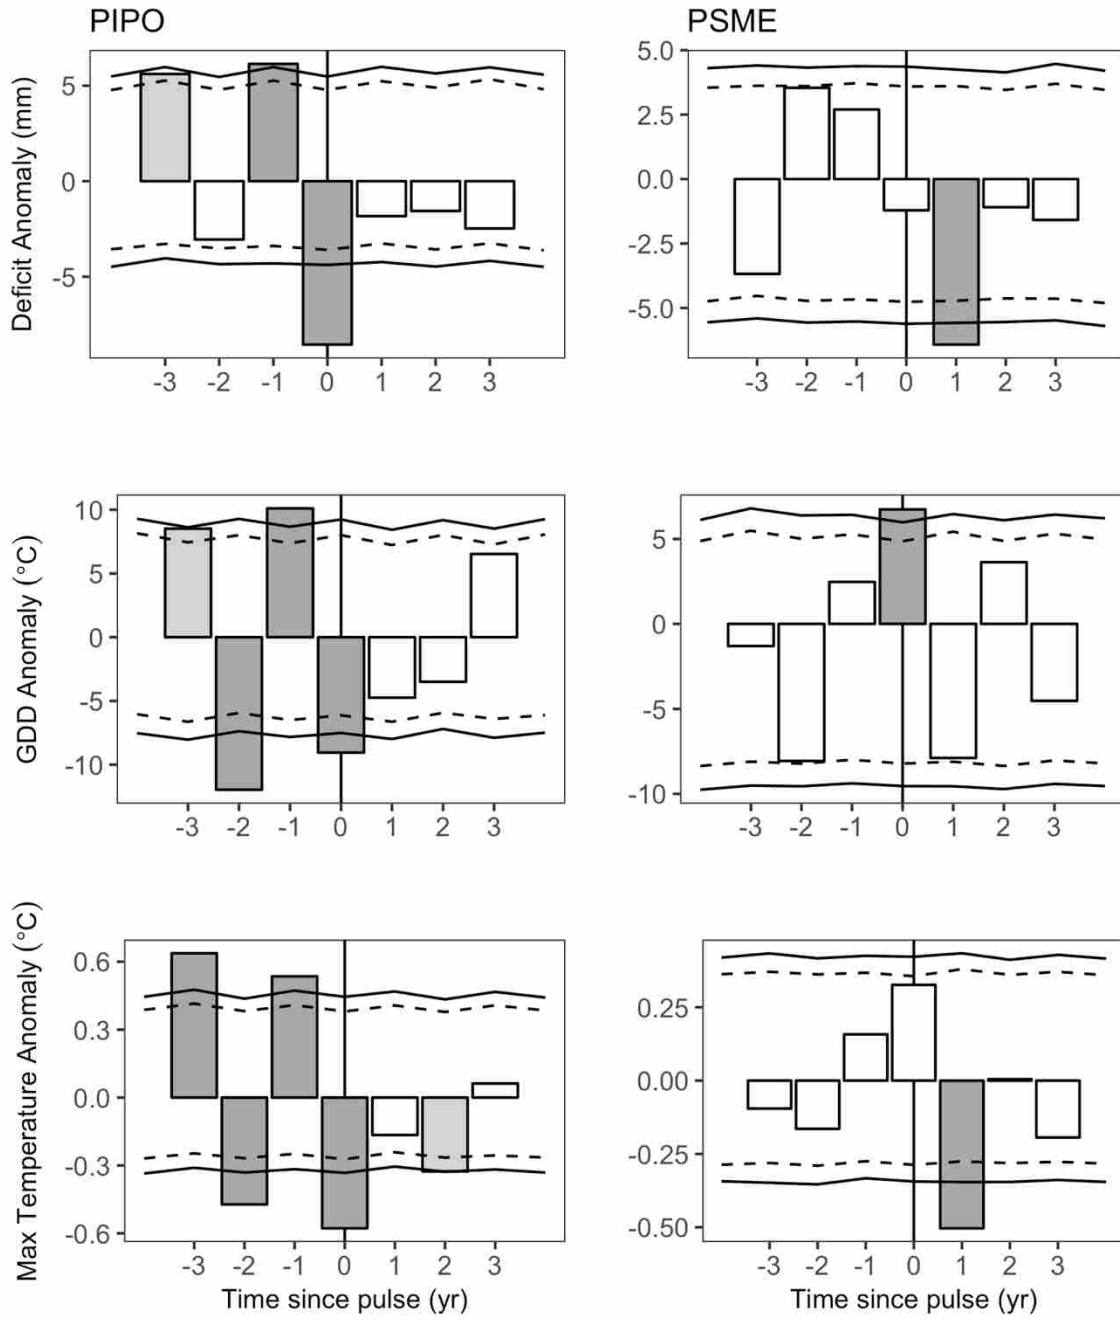 PIPO
PSME
Deficit Anomaly (mm)
5
0
-5
-3 -2 -1 0 1 2 3
5.0
2.5
0.0
-2.5
-5.0
-3 -2 -1 0 1 2 3
GDD Anomaly (°C)
10
5
0
-5
-10
-3 -2 -1 0 1 2 3
5
0
-5
-10
-3 -2 -1 0 1 2 3
Max Temperature Anomaly (°C)
0.6
0.3
0.0
-0.3
-0.6
-3 -2 -1 0 1 2 3
Time since pulse (yr)
0.25
0.00
-0.25
-0.50
-3 -2 -1 0 1 2 3
Time since pulse (yr)